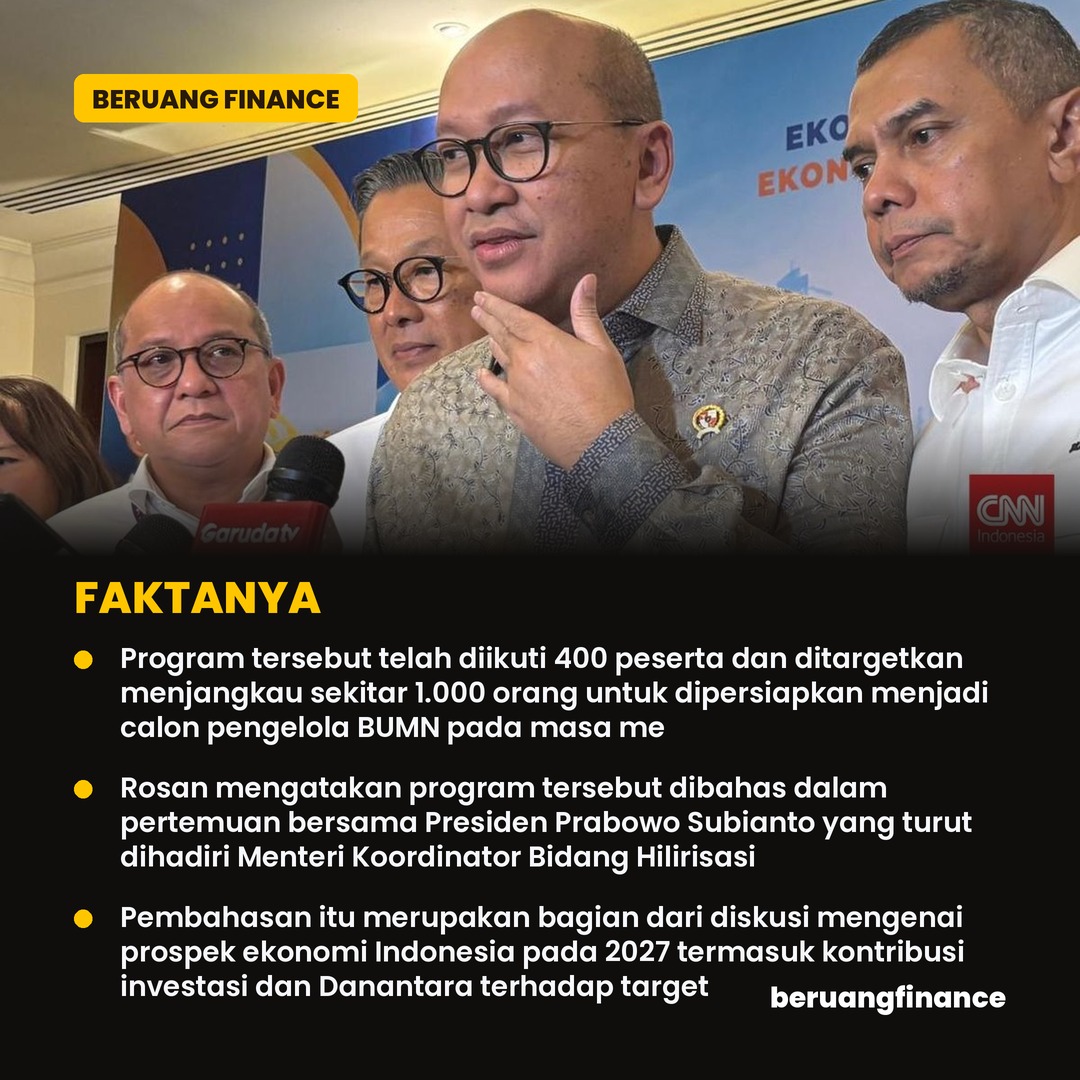 BERUANG FINANCE
EKO
EKON
Garudatv
CNN
Indonesia
FAKTANYA
Program tersebut telah diikuti 400 peserta dan ditargetkan
menjangkau sekitar 1.000 orang untuk dipersiapkan menjadi
calon pengelola BUMN pada masa me
Rosan mengatakan program tersebut dibahas dalam
pertemuan bersama Presiden Prabowo Subianto yang turut
dihadiri Menteri Koordinator Bidang Hilirisasi
Pembahasan itu merupakan bagian dari diskusi mengenai
prospek ekonomi Indonesia pada 2027 termasuk kontribusi
investasi dan Danantara terhadap target
beruangfinance